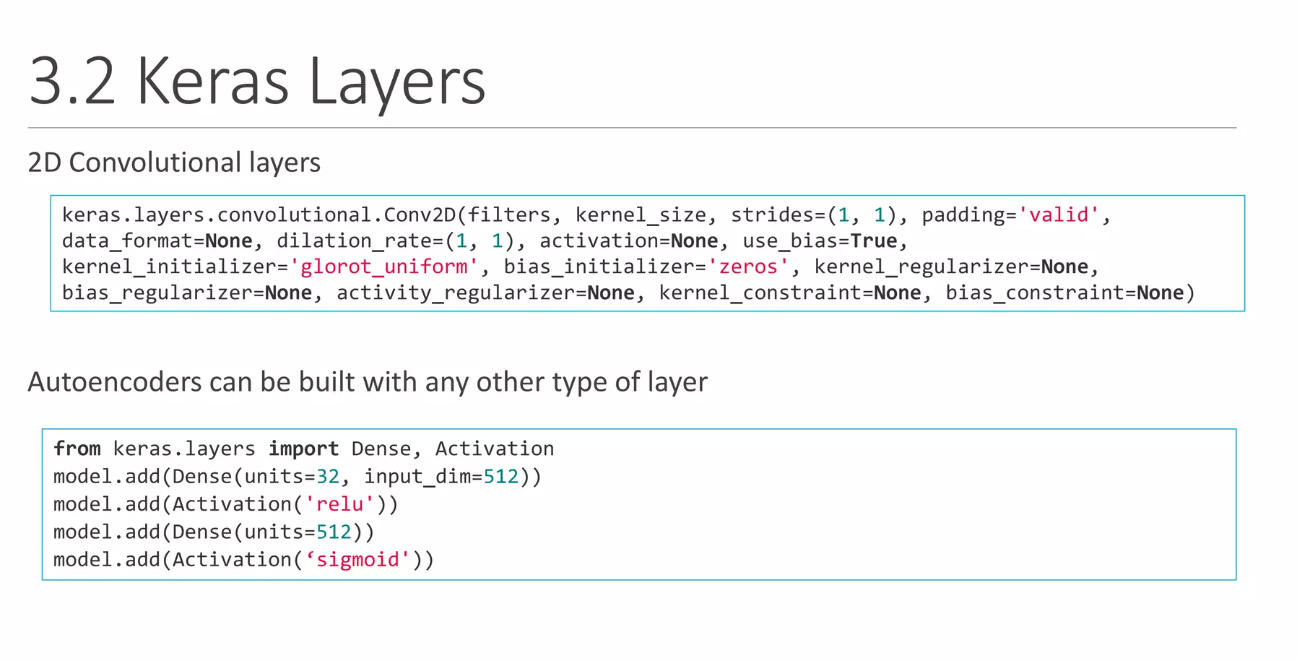 3.2 Keras Layers
2D Convolutional layers
keras.layers.convolutional.Conv2D(filters, kernel_size, strides=(1, 1), padding='valid',
data_format=None, dilation_rate=(1, 1), activation=None, use_bias=True,
kernel_initializer='glorot_uniform', bias_initializer='zeros', kernel_regularizer=None,
bias_regularizer=None, activity_regularizer=None, kernel_constraint=None, bias_constraint=None)
Autoencoders can be built with any other type of layer
from keras.layers import Dense, Activation
model.add(Dense(units=32, input_dim=512))
model.add(Activation('relu'))
model.add(Dense(units=512))
model.add(Activation(‘sigmoid'))